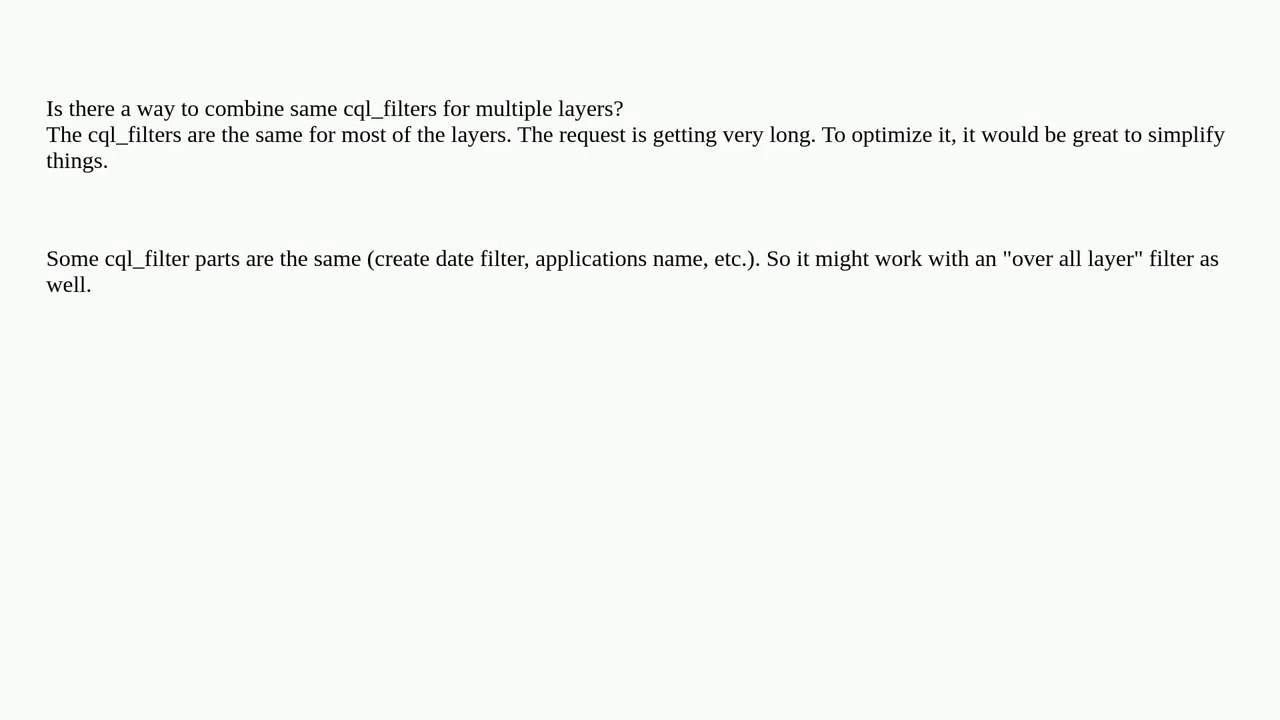 Is there a way to combine same cql_filters for multiple layers?
The cql_filters are the same for most of the layers. The request is getting very long. To optimize it, it would be great to simplify
things.
Some cql_filter parts are the same (create date filter, applications name, etc.). So it might work with an "over all layer" filter as
well.